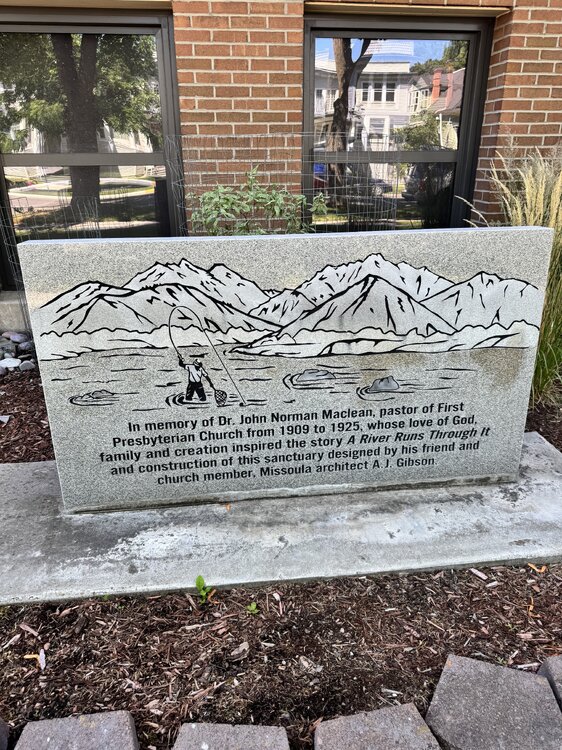 In memory of Dr. John Norman Maclean, pastor of First
Presbyterian Church from 1909 to 1925, whose love of God,
family and creation inspired the story A River Runs Through It
and construction of this sanctuary designed by his friend and
church member, Missoula architect A.J. Gibson.